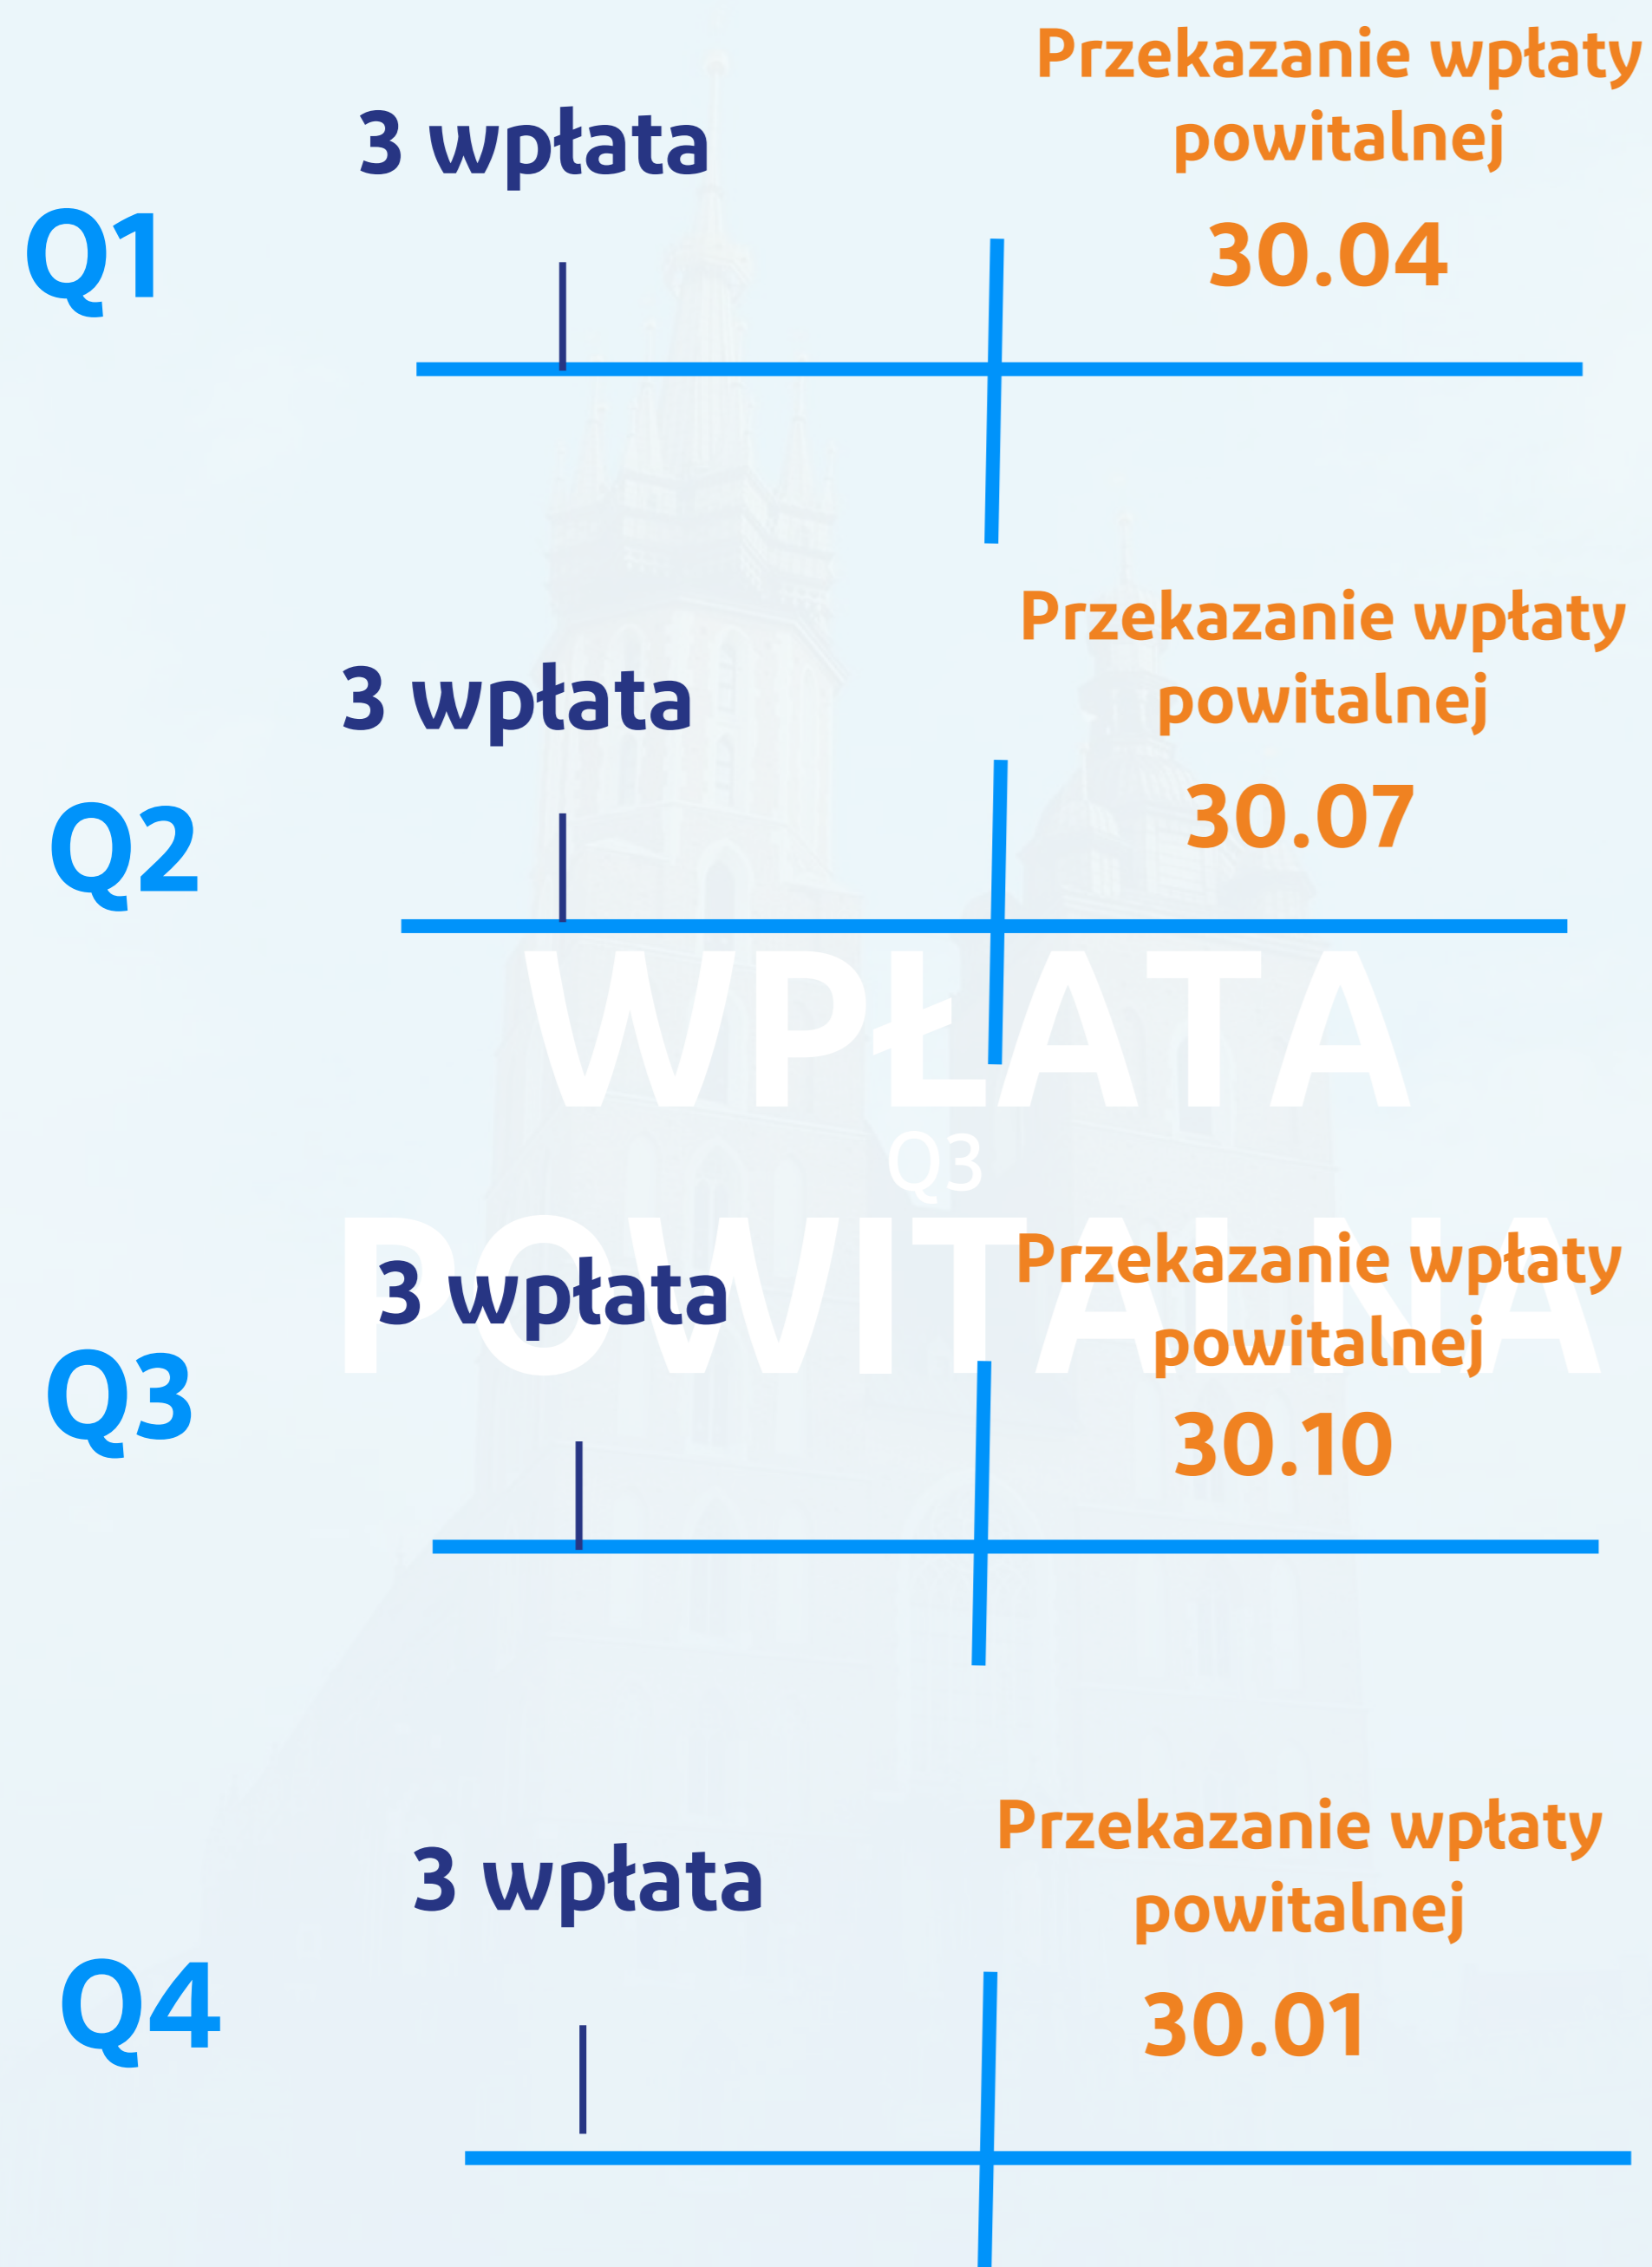 Przekazanie wpłaty
powitalnej
3 wpłata
30.04
Q1
Przekazanie wpłaty
powitalnej
3 wpłata
30.07
Q2
WPŁATA
Q3
POWITALNA
Przekazanie wpłaty
powitalnej
3 wpłata
30.10
Q3
Przekazanie wpłaty
powitalnej
3 wpłata
30.01
Q4